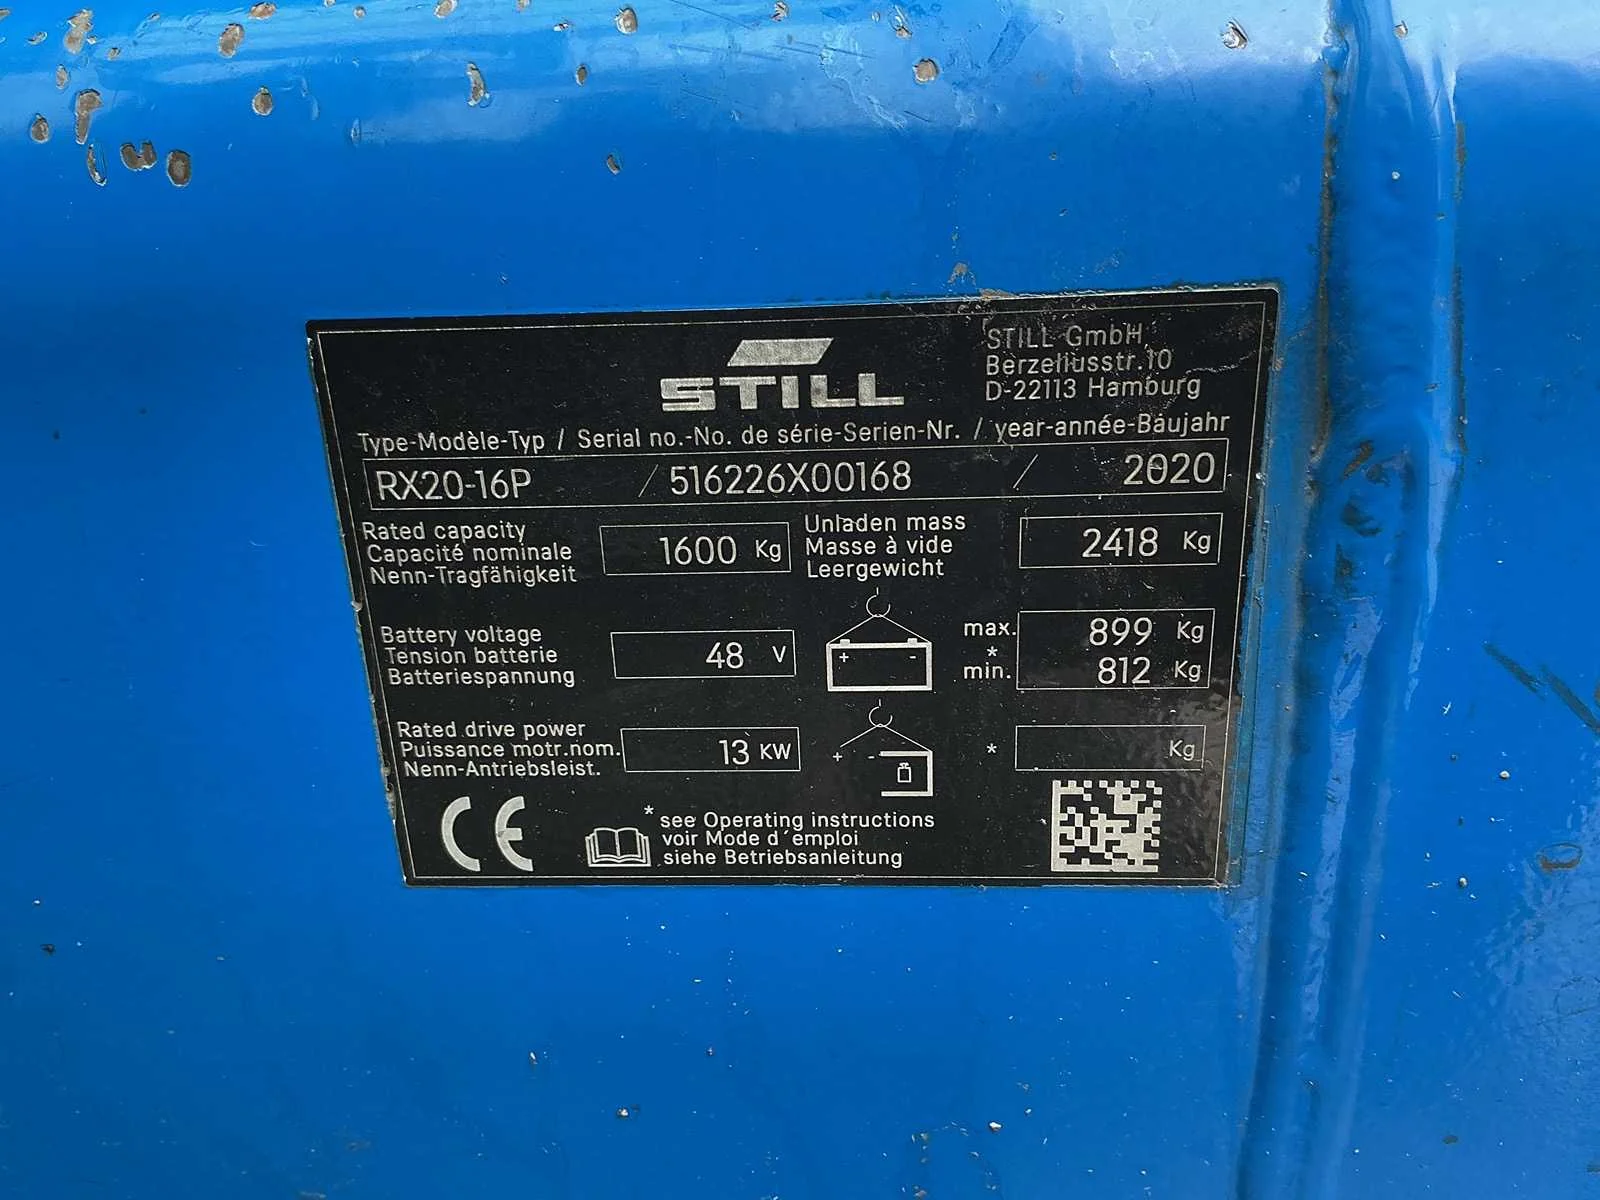 STILL
STILL GmbH
Berzeliusstr.10
D-22113 Hamburg
Type-Modèle-Typ / Serial no.-No. de série-Serien-Nr. / year-année-Baujahr
RX20-16P / 516226X00168 / 2020
Rated capacity
Capacité nominale
Nenn-Tragfähigkeit
1600 Kg
Unladen mass
Masse à vide
Leergewicht
2418 Kg
Battery voltage
Tension batterie
Batteriespannung
48 V
+ -
max. 899 Kg
*
min. 812 Kg
Rated drive power
Puissance motr.nom.
Nenn-Antriebsleist.
13 KW
+ -
* Kg
CE
* see Operating instructions
voir Mode d´emploi
siehe Betriebsanleitung